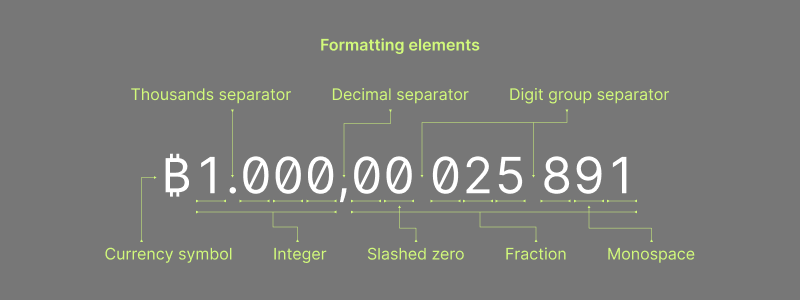 Formatting elements
Thousands separator Decimal separator Digit group separator
₿1.000,00 025 891
Currency symbol Integer Slashed zero Fraction Monospace